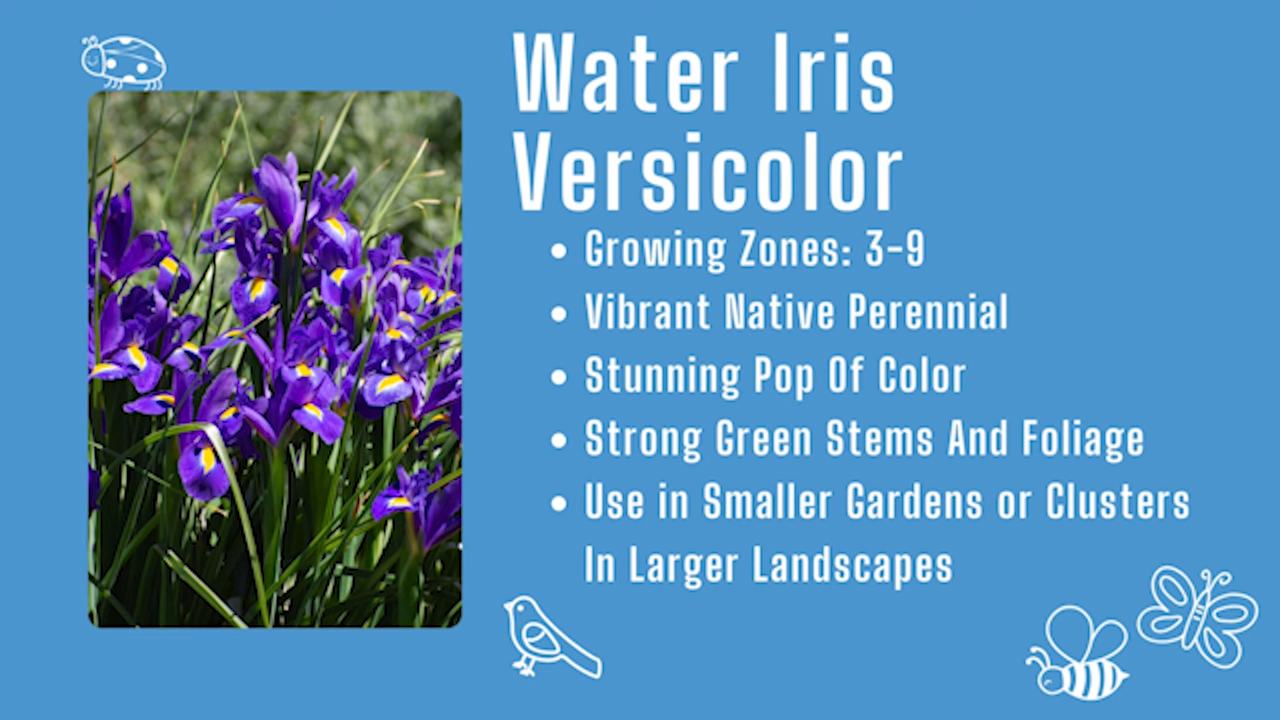 Water Iris
Versicolor
• Growing Zones: 3-9
• Vibrant Native Perennial
• Stunning Pop Of Color
• Strong Green Stems And Foliage
• Use in Smaller Gardens or Clusters
In Larger Landscapes